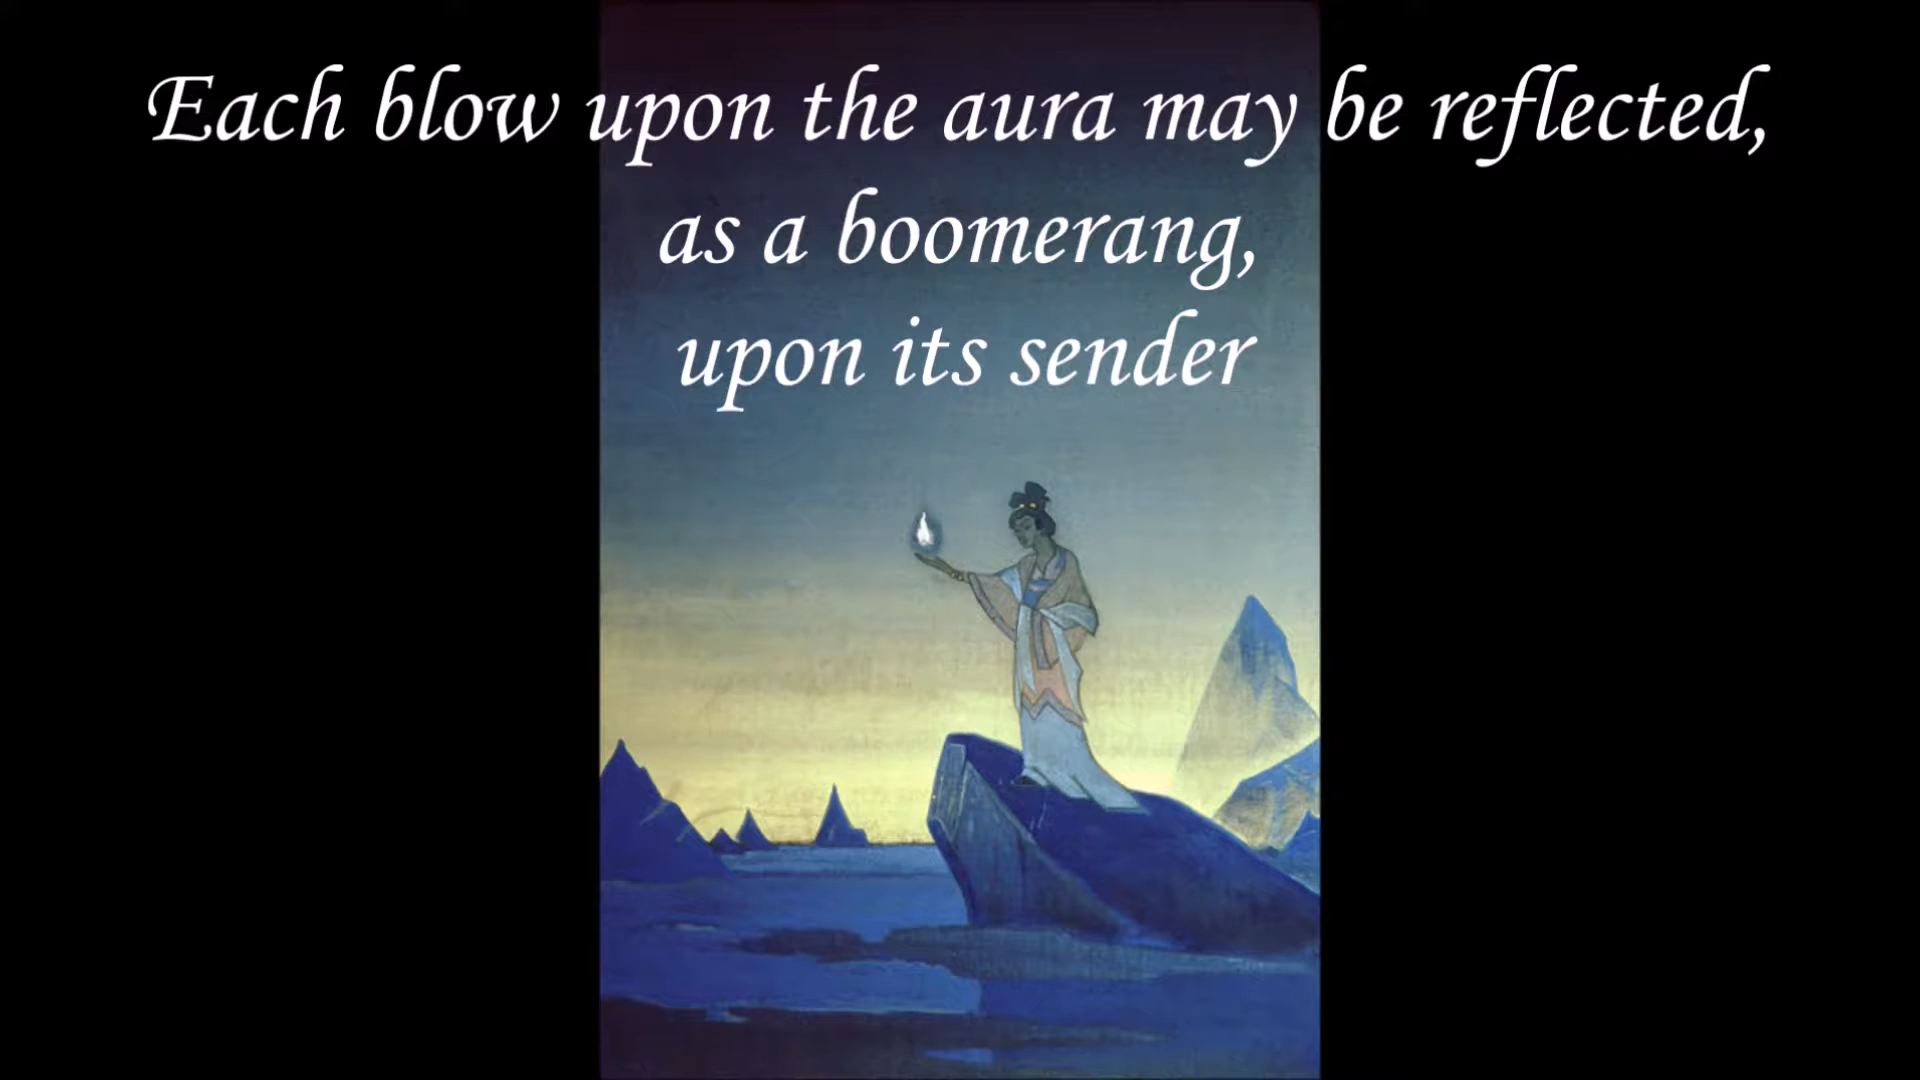 Each blow upon the aura may be reflected,
as a boomerang,
upon its sender